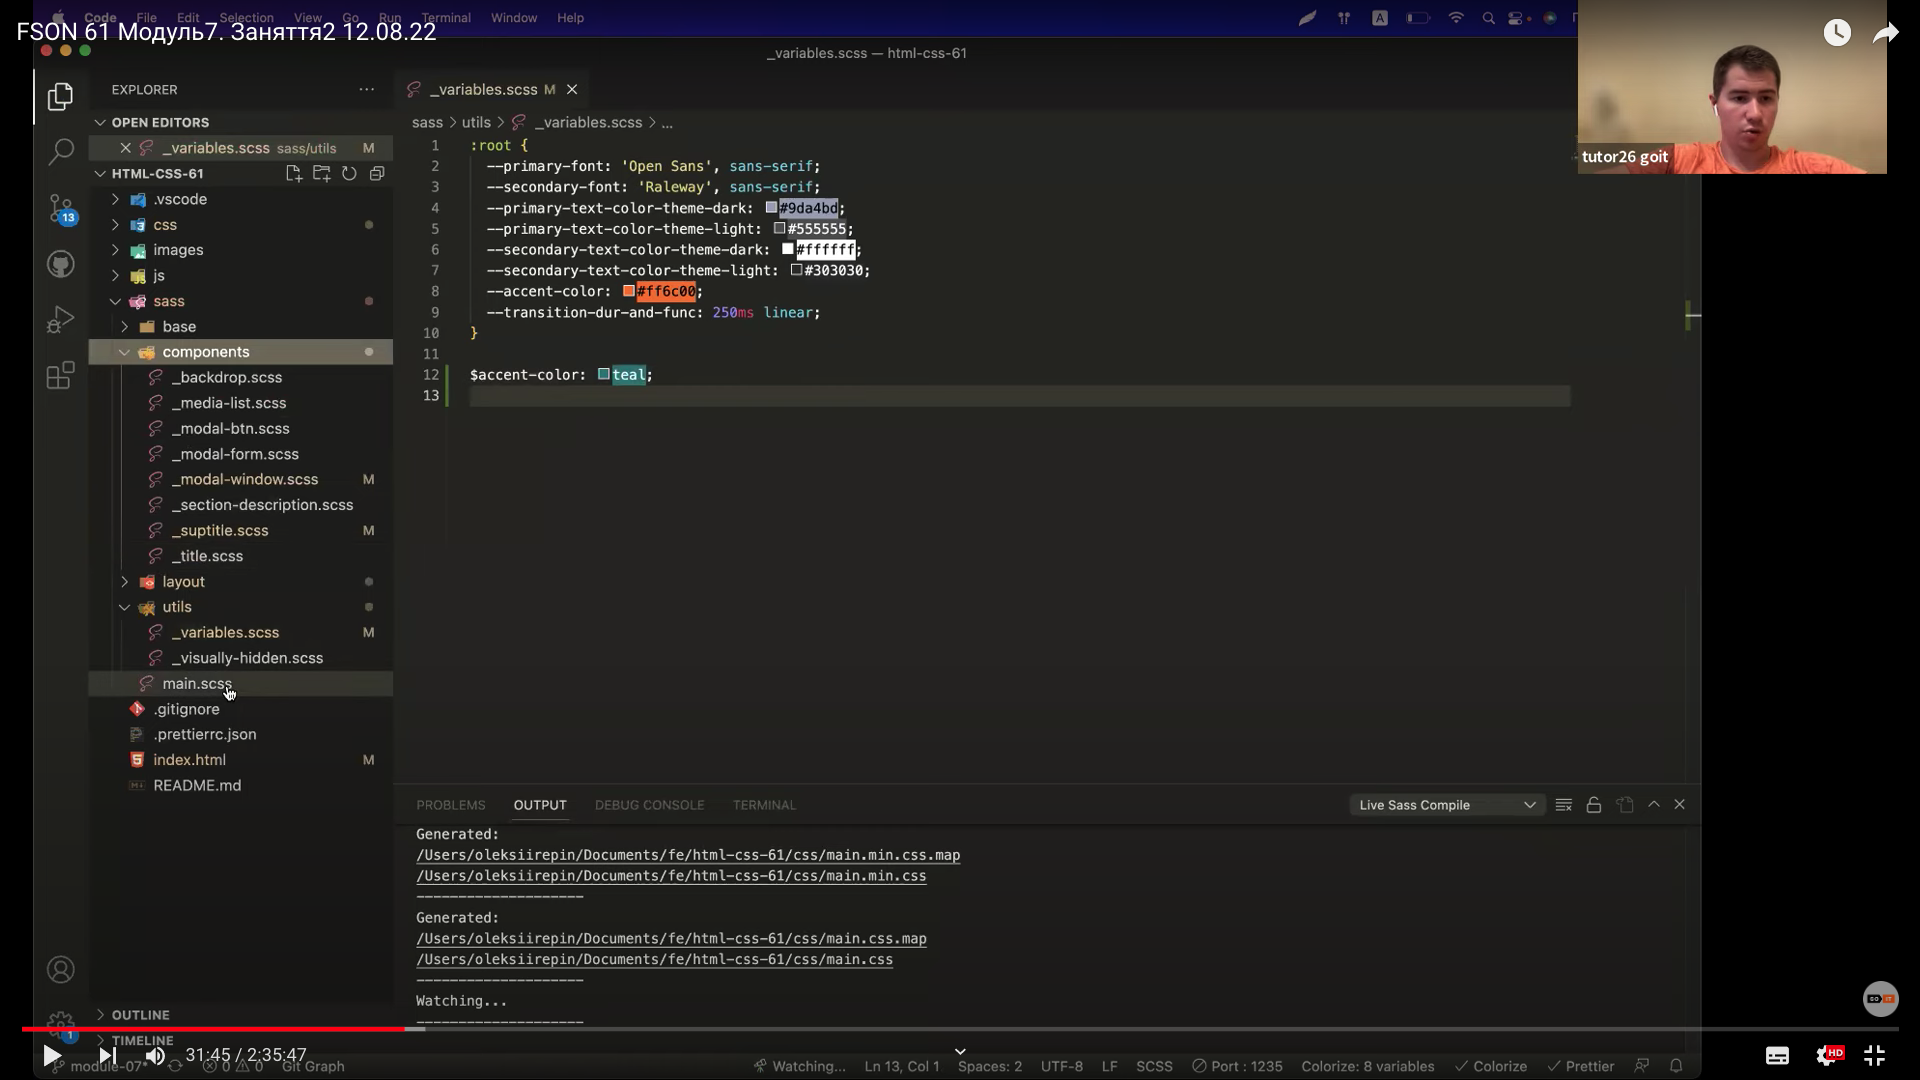 Code File Edit Selection View Go Run Terminal Window Help
FSON 61 Модуль7. Заняття2 12.08.22
_variables.scss — html-css-61
tutor26 goit
EXPLORER
OPEN EDITORS
_variables.scss sass/utils M
HTML-CSS-61
.vscode
css
images
js
sass
base
components
_backdrop.scss
_media-list.scss
_modal-btn.scss
_modal-form.scss
_modal-window.scss M
_section-description.scss
_suptitle.scss M
_title.scss
layout
utils
_variables.scss M
_visually-hidden.scss
main.scss
.gitignore
.prettierrc.json
index.html M
README.md
OUTLINE
TIMELINE
13
1
_variables.scss M
sass > utils > _variables.scss > ...
1 :root {
2 --primary-font: 'Open Sans', sans-serif;
3 --secondary-font: 'Raleway', sans-serif;
4 --primary-text-color-theme-dark: #9da4bd;
5 --primary-text-color-theme-light: #555555;
6 --secondary-text-color-theme-dark: #ffffff;
7 --secondary-text-color-theme-light: #303030;
8 --accent-color: #ff6c00;
9 --transition-dur-and-func: 250ms linear;
10 }
11
12 $accent-color: teal;
13
PROBLEMS OUTPUT DEBUG CONSOLE TERMINAL
Live Sass Compile
Generated:
/Users/oleksiirepin/Documents/fe/html-css-61/css/main.min.css.map
/Users/oleksiirepin/Documents/fe/html-css-61/css/main.min.css
--------------------
Generated:
/Users/oleksiirepin/Documents/fe/html-css-61/css/main.css.map
/Users/oleksiirepin/Documents/fe/html-css-61/css/main.css
--------------------
Watching...
--------------------
31:45 / 2:35:47
HD
module-07* 0 0 Git Graph
Watching... Ln 13, Col 1 Spaces: 2 UTF-8 LF SCSS Port : 1235 Colorize: 8 variables Colorize Prettier